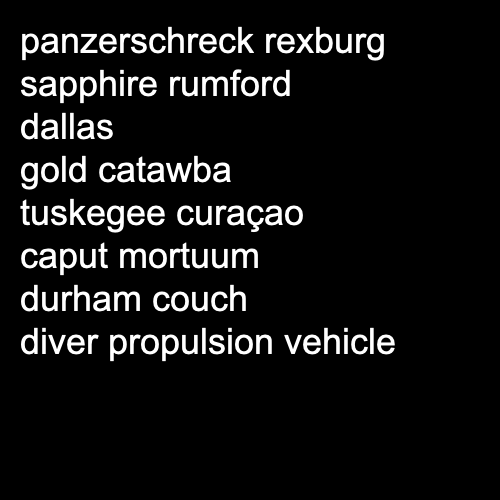 panzerschreck rexburg
sapphire rumford
dallas
gold catawba
tuskegee curaçao
caput mortuum
durham couch
diver propulsion vehicle